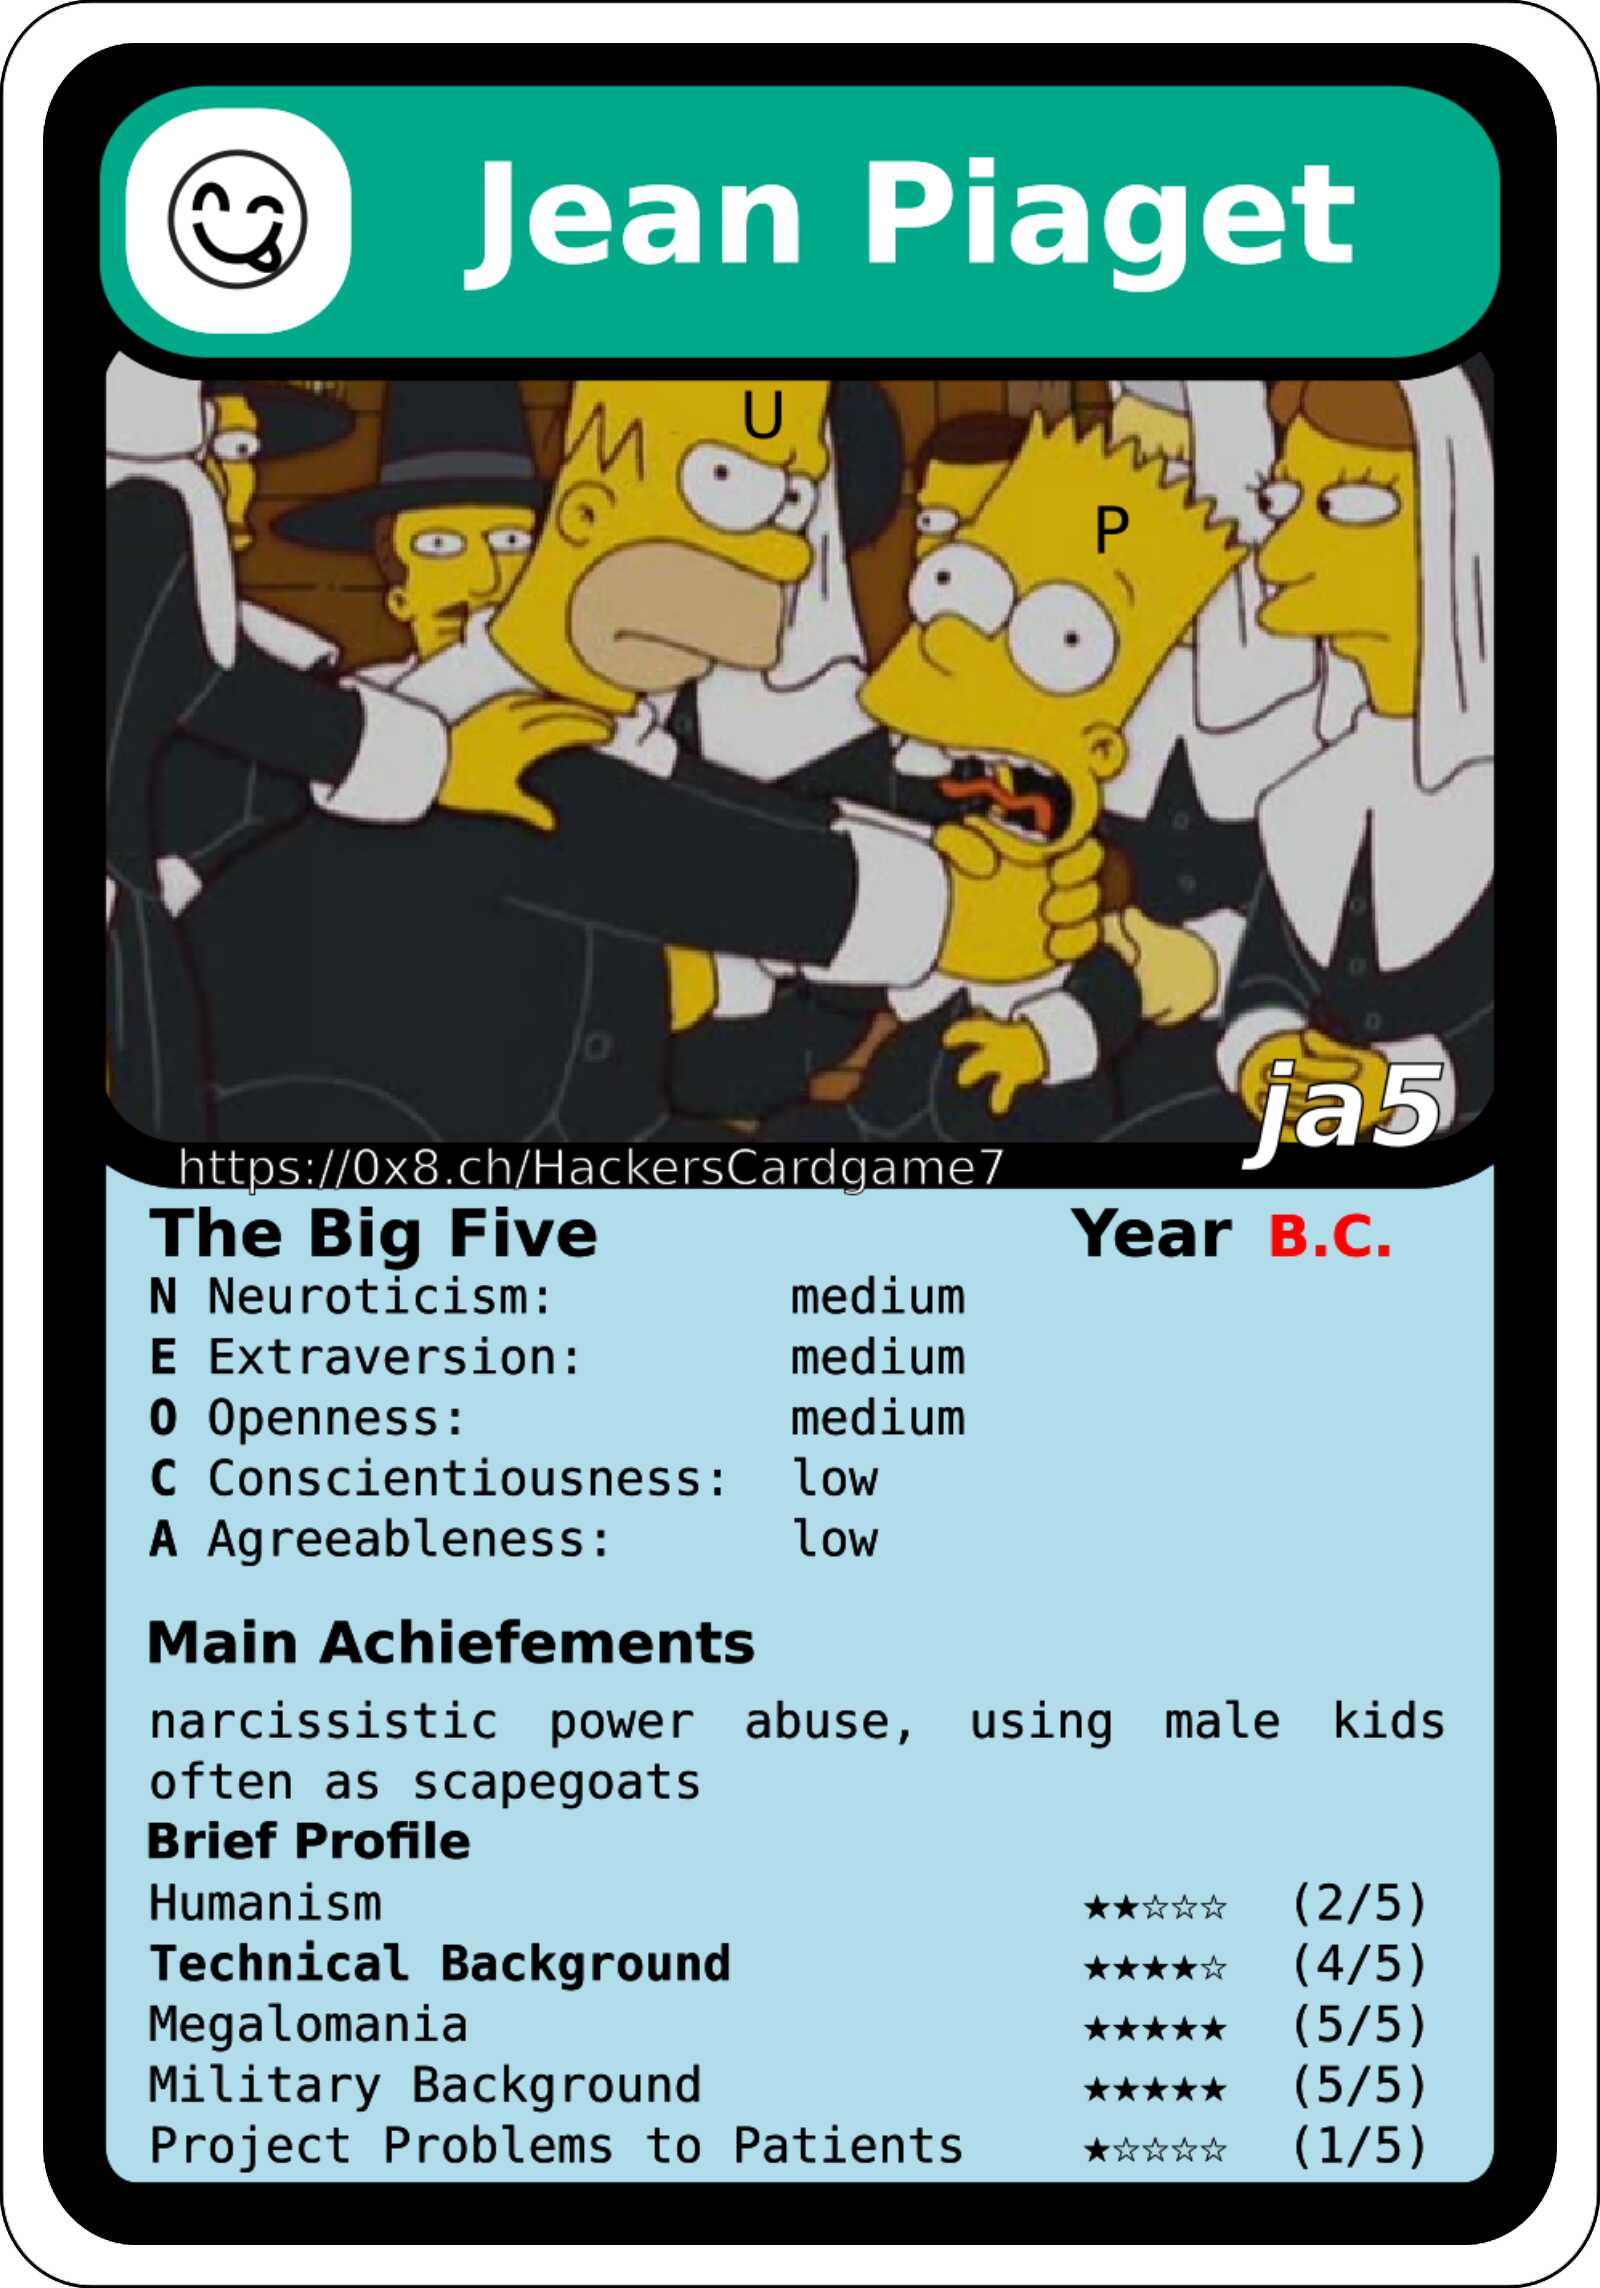 Jean Piaget
U
P
ja5
https://0x8.ch/HackersCardgame7
The Big Five Year B.C.
N Neuroticism: medium
E Extraversion: medium
O Openness: medium
C Conscientiousness: low
A Agreeableness: low
Main Achiefements
narcissistic power abuse, using male kids
often as scapegoats
Brief Profile
Humanism ★★☆☆☆ (2/5)
Technical Background ★★★★☆ (4/5)
Megalomania ★★★★★ (5/5)
Military Background ★★★★★ (5/5)
Project Problems to Patients ★☆☆☆☆ (1/5)